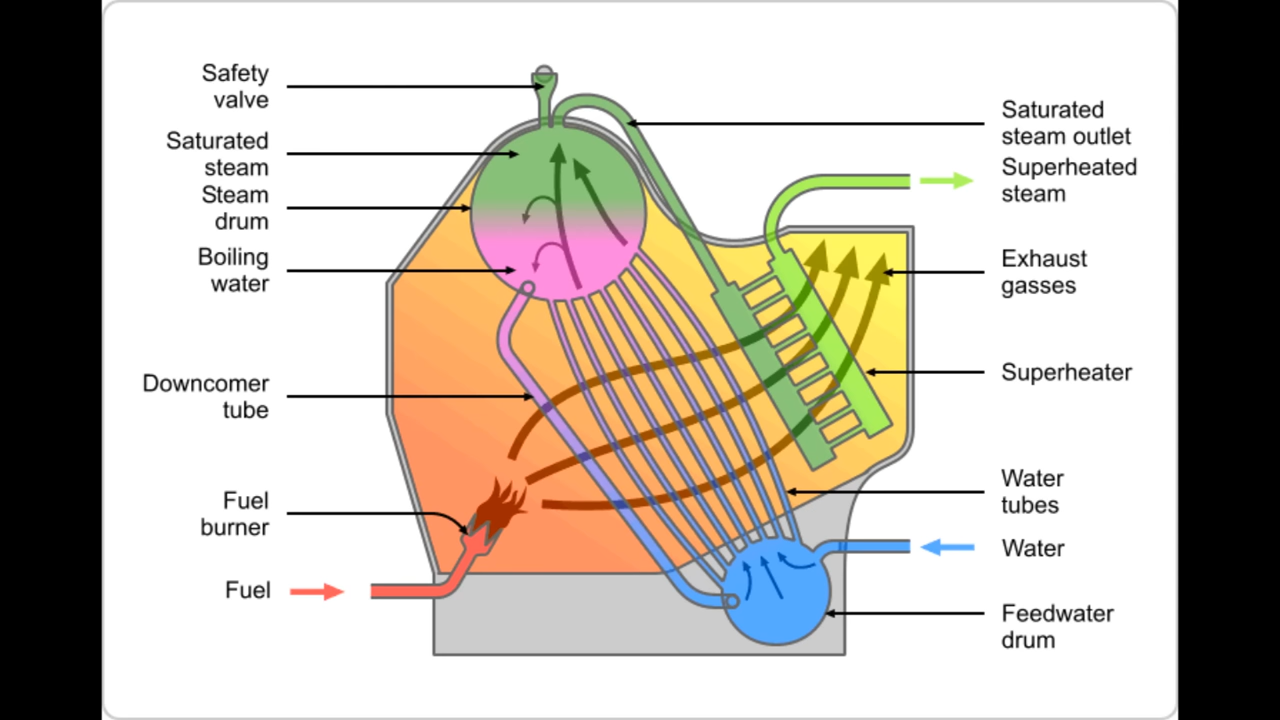 Safety
valve
Saturated
steam
Steam
drum
Boiling
water
Downcomer
tube
Fuel
burner
Fuel
Saturated
steam outlet
Superheated
steam
Exhaust
gasses
Superheater
Water
tubes
Water
Feedwater
drum